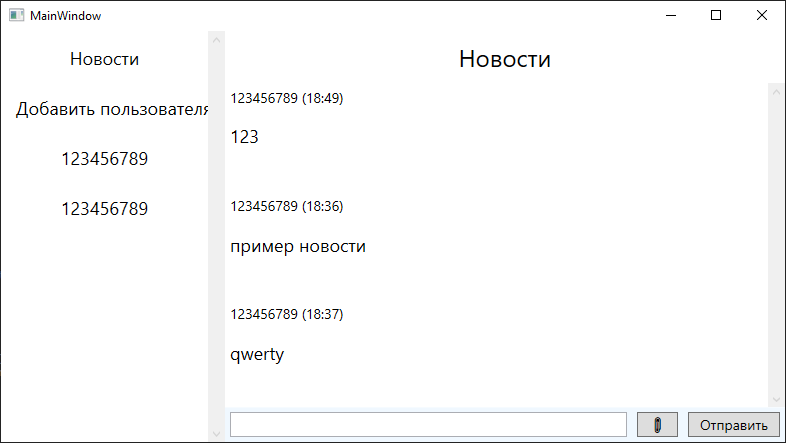 MainWindow
Новости
Добавить пользователя
123456789
123456789
Новости
123456789 (18:49)
123
123456789 (18:36)
пример новости
123456789 (18:37)
qwerty
Отправить